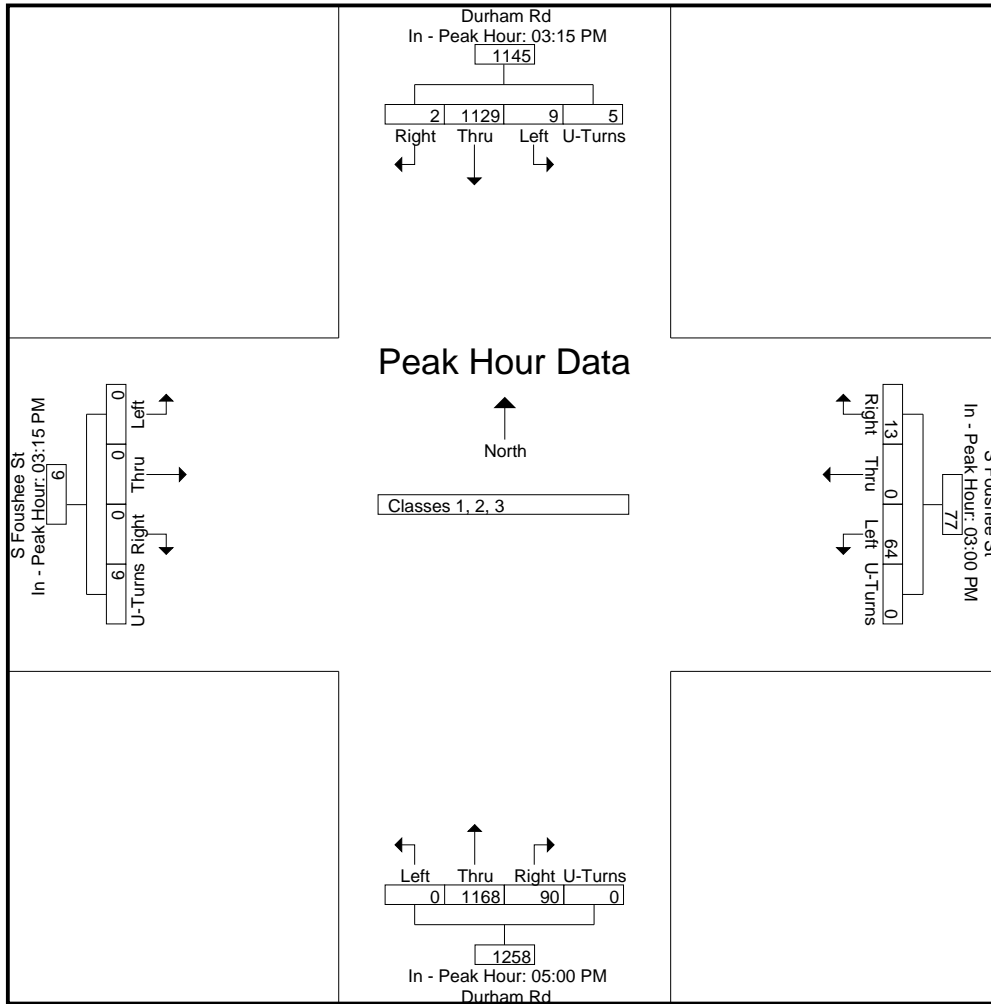 Durham Rd
In - Peak Hour: 03:15 PM
1145
2 1129 9 5
Right Thru Left U-Turns
Peak Hour Data
North
Classes 1, 2, 3
S Foushee St
In - Peak Hour: 03:15 PM
6
0 0 0 6
Left Thru Right U-Turns
Right Thru Left U-Turns
13 0 64 0
77
In - Peak Hour: 03:00 PM
S Foushee St
Left Thru Right U-Turns
0 1168 90 0
1258
In - Peak Hour: 05:00 PM
Durham Rd